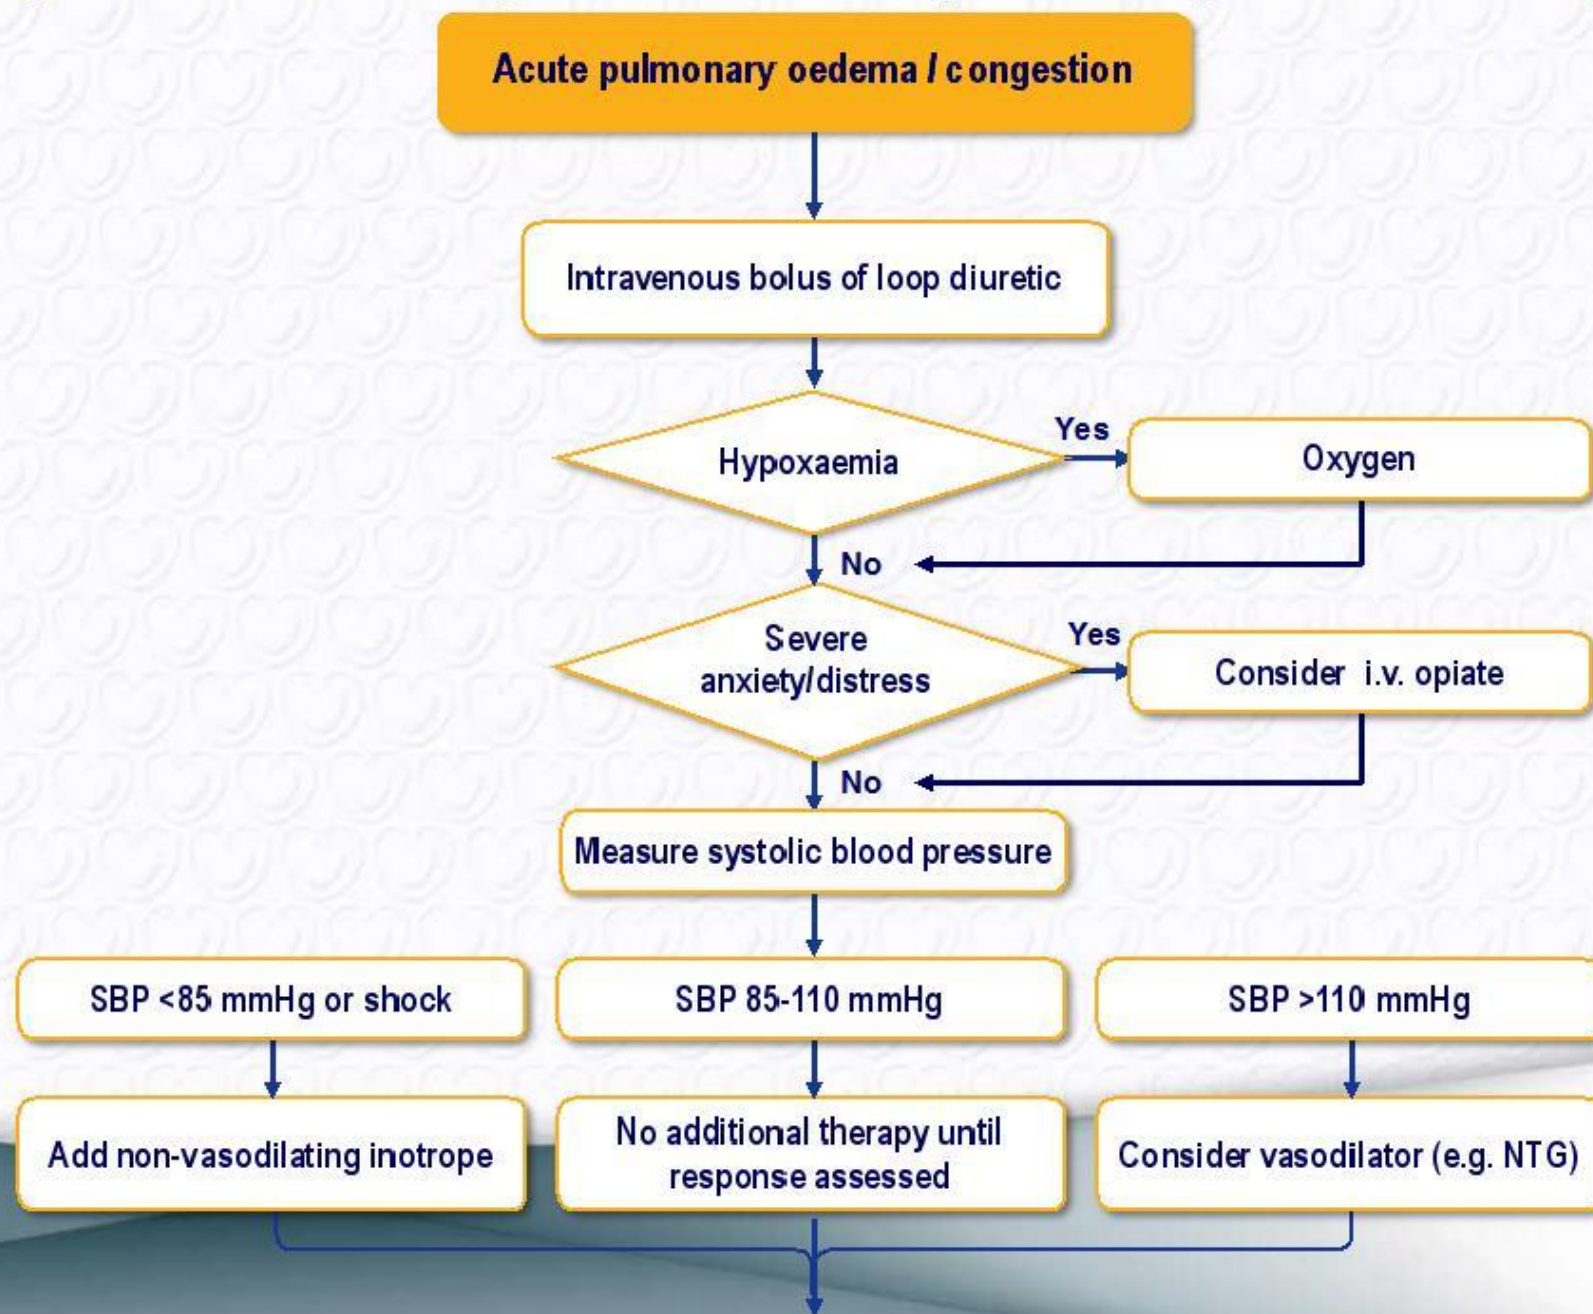 Acute pulmonary oedema / congestion
Intravenous bolus of loop diuretic
Hypoxaemia
Yes
Oxygen
No
Severe
anxiety/distress
Yes
Consider i.v. opiate
No
Measure systolic blood pressure
SBP <85 mmHg or shock
SBP 85-110 mmHg
SBP >110 mmHg
Add non-vasodilating inotrope
No additional therapy until
response assessed
Consider vasodilator (e.g. NTG)